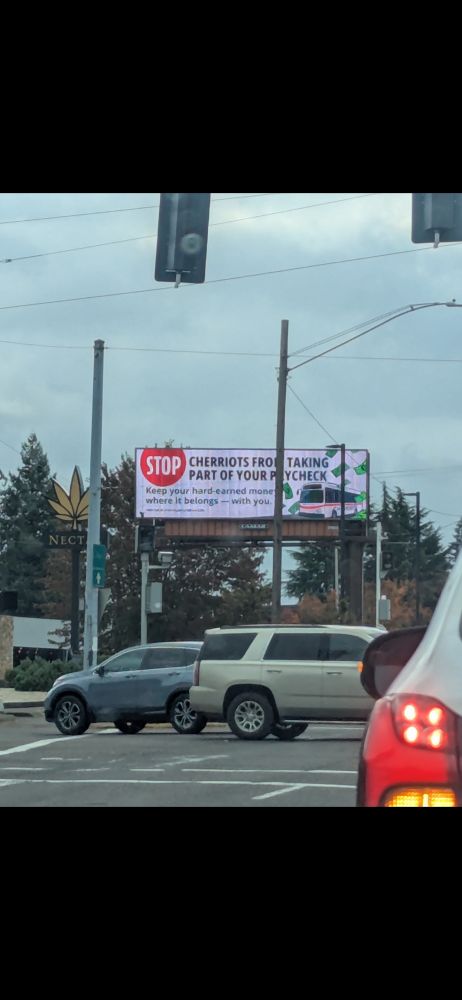 STOP
CHERRIOTS FROM TAKING
PART OF YOUR PAYCHECK
Keep your hard-earned money
where it belongs — with you.
LAMAR
NECT